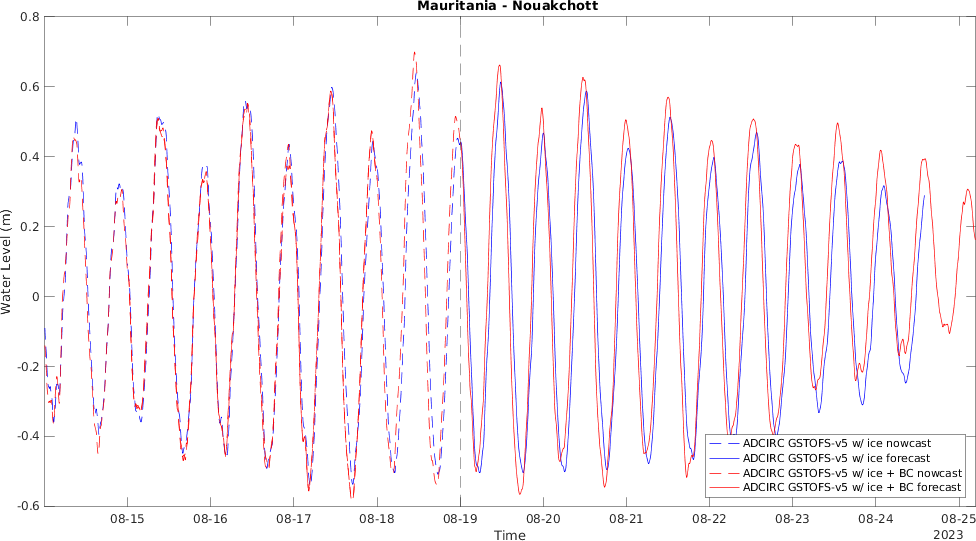 Mauritania - Nouakchott
0.8
0.6
0.4
0.2
0
-0.2
-0.4
-0.6
Water Level (m)
ADCIRC GSTOFS-v5 w/ ice nowcast
ADCIRC GSTOFS-v5 w/ ice forecast
ADCIRC GSTOFS-v5 w/ ice + BC nowcast
ADCIRC GSTOFS-v5 w/ ice + BC forecast
08-15 08-16 08-17 08-18 08-19 08-20 08-21 08-22 08-23 08-24 08-25
Time
2023